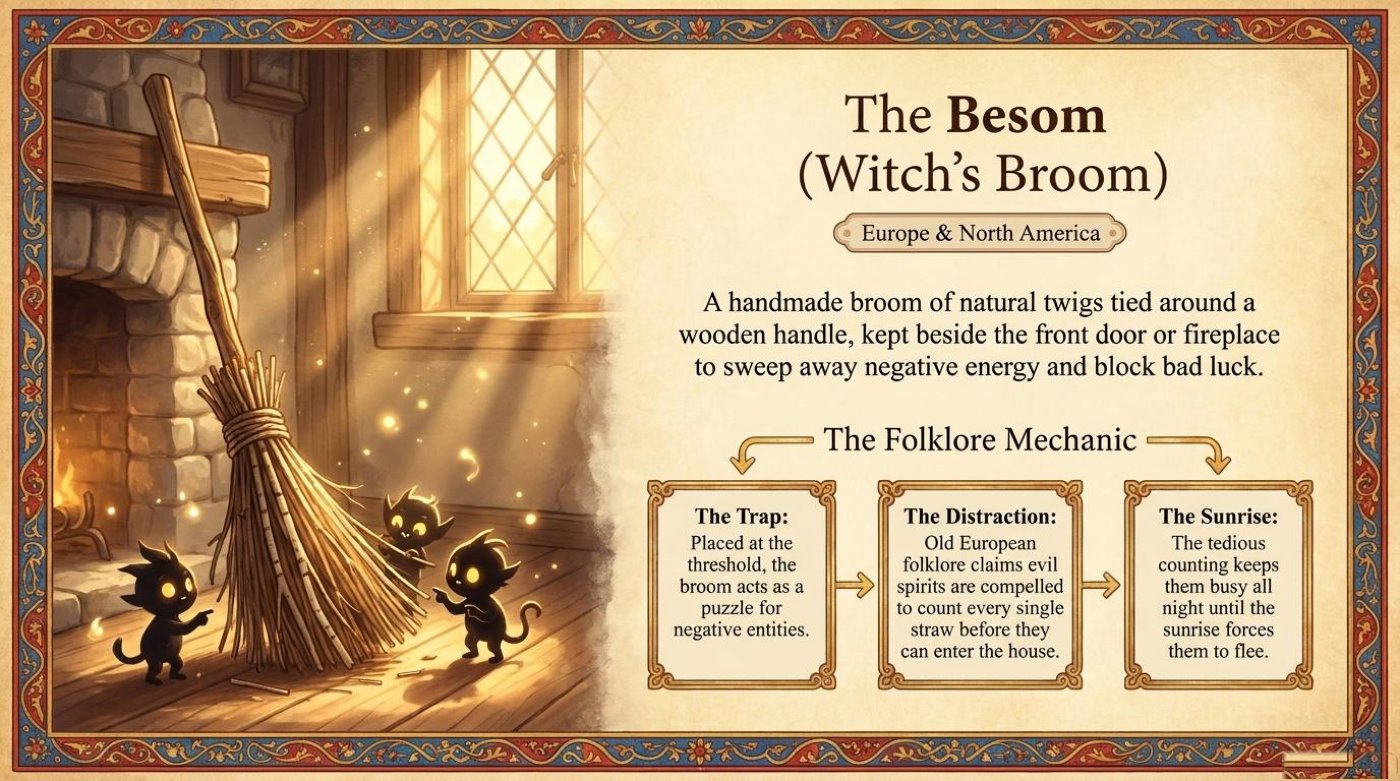 The Besom
(Witch's Broom)
Europe & North America
A handmade broom of natural twigs tied around a
wooden handle, kept beside the front door or fireplace
to sweep away negative energy and block bad luck.
The Folklore Mechanic
The Trap:
Placed at the
threshold, the
broom acts as a
puzzle for
negative entities.
The Distraction:
Old European
folklore claims evil
spirits are compelled
to count every single
straw before they
can enter the house.
The Sunrise:
The tedious
counting keeps
them busy all
night until the
sunrise forces
them to flee.